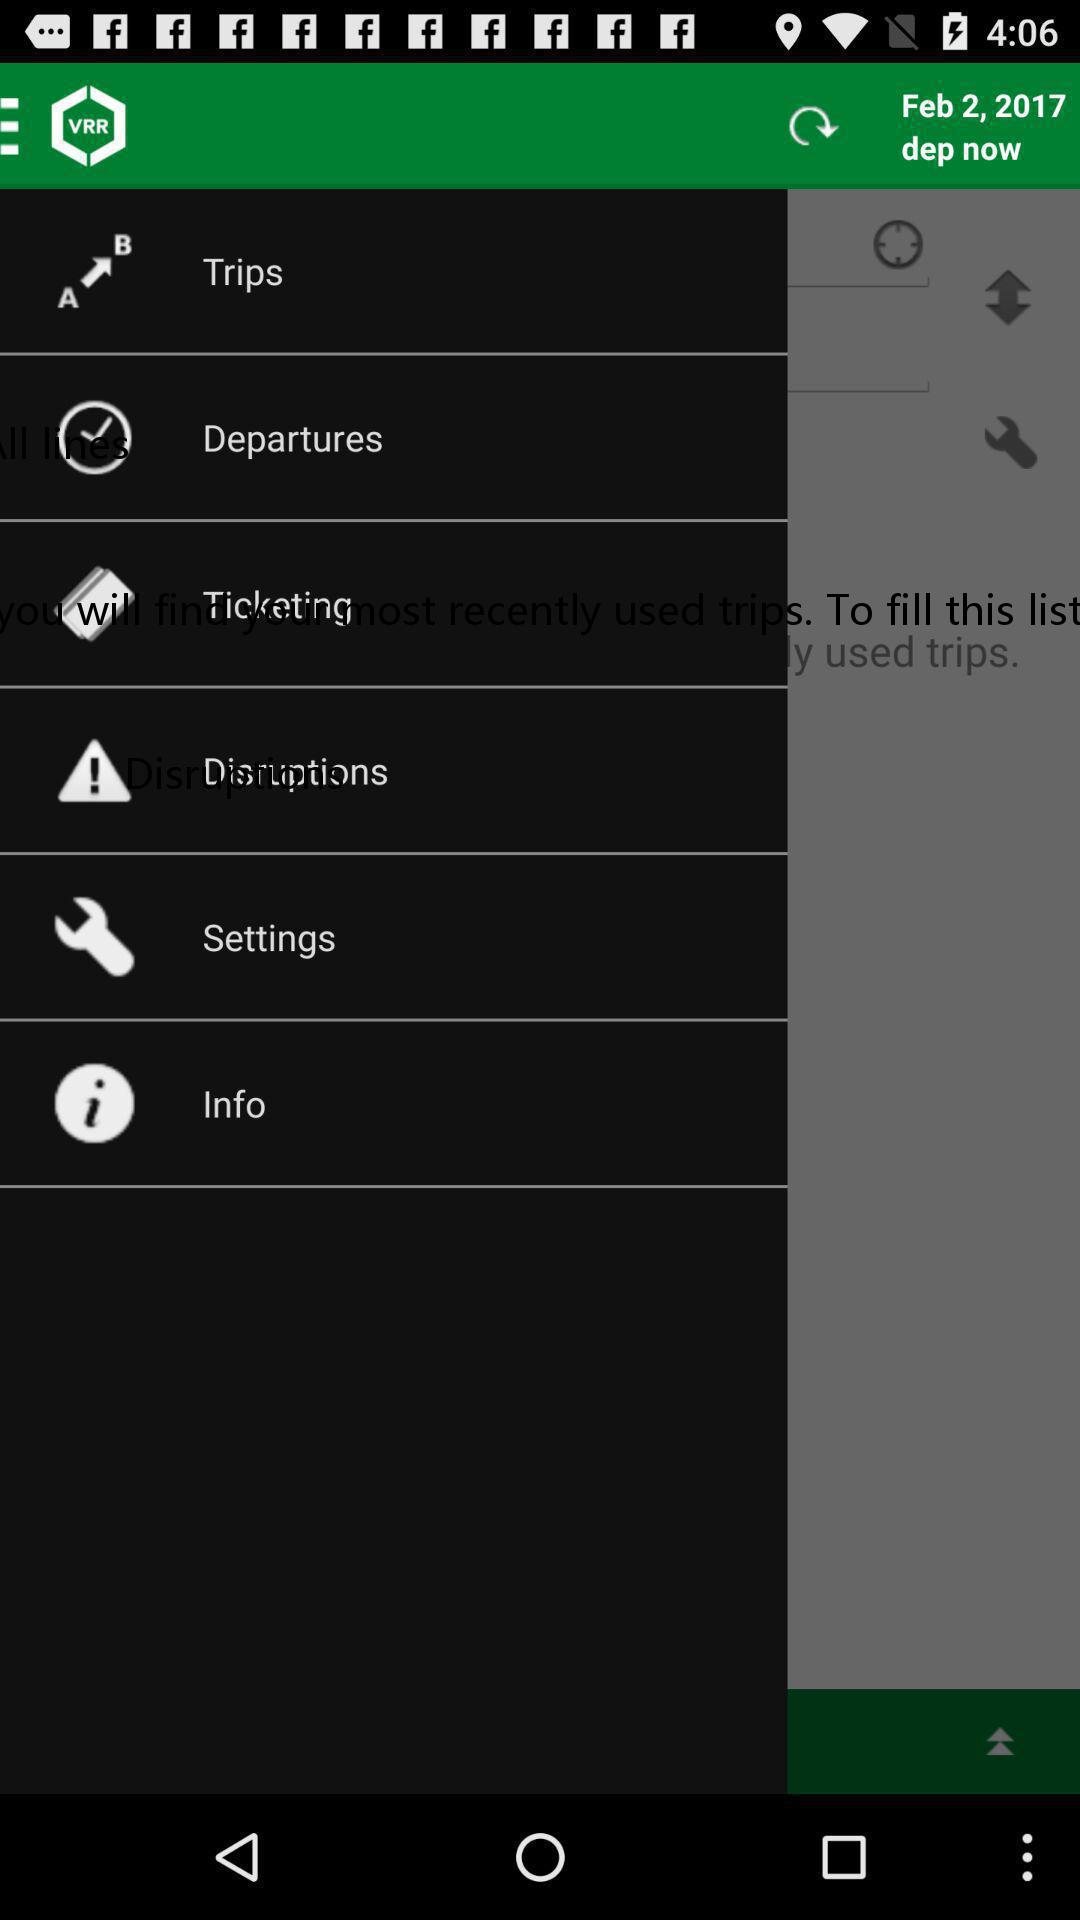 4:06
VRR
Feb 2, 2017
dep now
B
A
Trips
Departures
All lines
Ticketing
you will find your most recently used trips. To fill this list
ly used trips.
Disruptions
Disruptions
Settings
i
Info